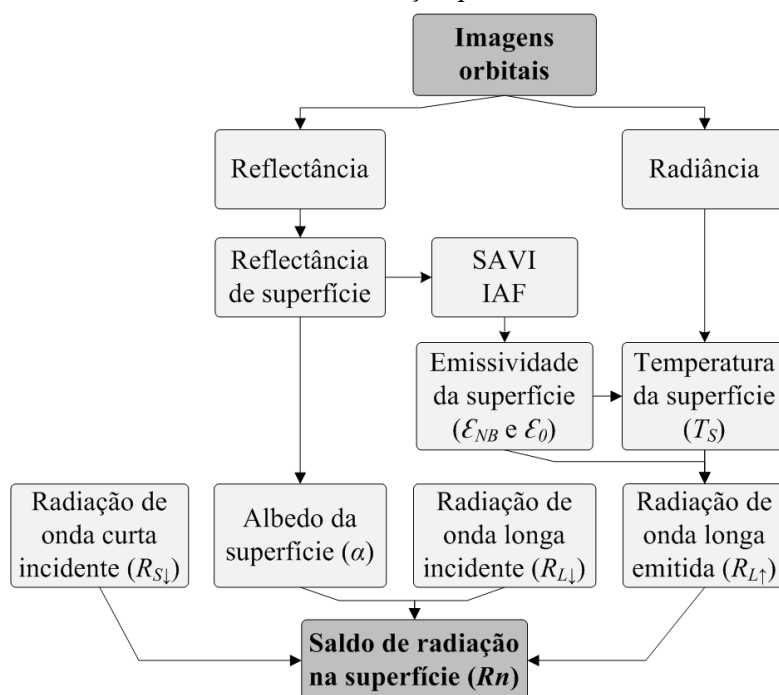 Imagens
orbitais
Reflectância
Radiância
Reflectância
de superfície
SAVI
IAF
Emissividade
da superfície
(ℰNB e ℰ0)
Temperatura
da superfície
(TS)
Radiação de
onda curta
incidente (RS↓)
Albedo da
superfície (α)
Radiação de
onda longa
incidente (RL↓)
Radiação de
onda longa
emitida (RL↑)
Saldo de radiação
na superfície (Rn)